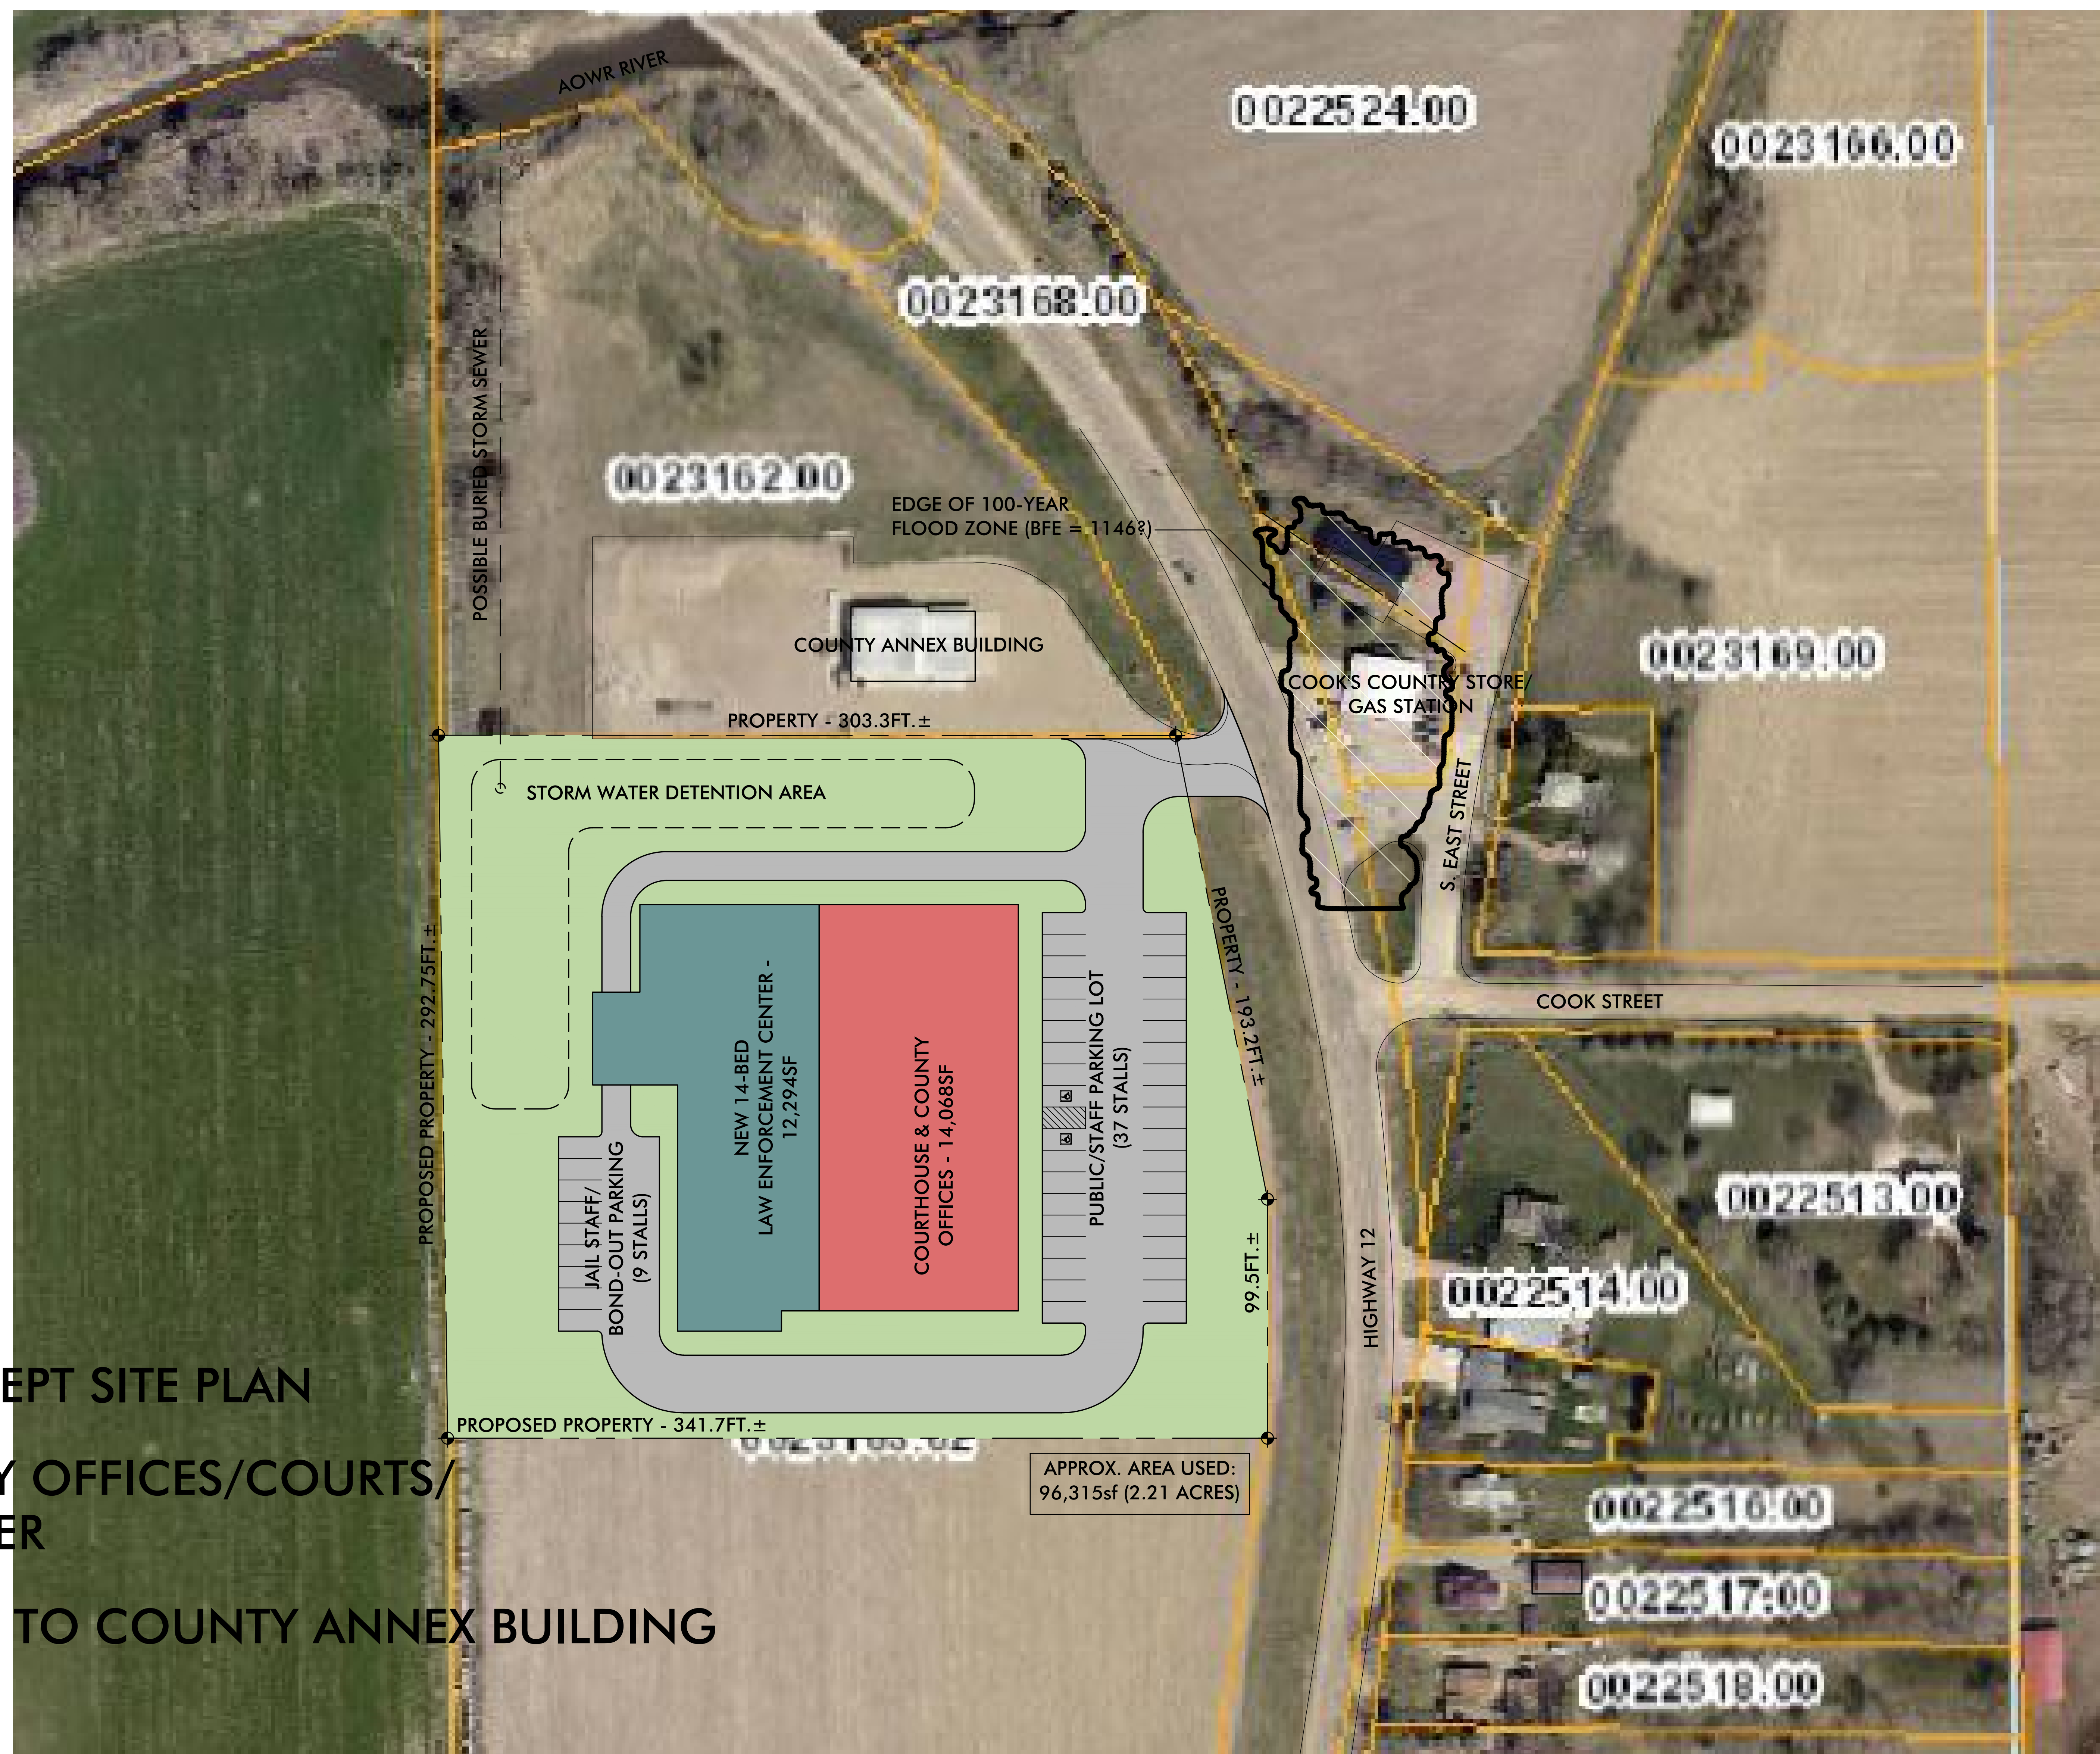 AOWR RIVER
0022524.00
0023166.00
0023168.00
POSSIBLE BURIED STORM SEWER
0023162.00
EDGE OF 100-YEAR
FLOOD ZONE (BFE = 1146?)
COUNTY ANNEX BUILDING
0023169.00
COOK'S COUNTRY STORE/
GAS STATION
PROPERTY - 303.3FT.±
STORM WATER DETENTION AREA
S. EAST STREET
PROPOSED PROPERTY - 292.75FT.±
PROPERTY - 193.2FT.±
COOK STREET
NEW 14-BED
LAW ENFORCEMENT CENTER -
12,294SF
COURTHOUSE & COUNTY
OFFICES - 14,068SF
PUBLIC/STAFF PARKING LOT
(37 STALLS)
JAIL STAFF/
BOND-OUT PARKING
(9 STALLS)
99.5FT.±
HIGHWAY 12
0022513.00
0022514.00
EPT SITE PLAN
PROPOSED PROPERTY - 341.7FT.±
APPROX. AREA USED:
96,315sf (2.21 ACRES)
Y OFFICES/COURTS/
ER
0022516.00
0022517.00
TO COUNTY ANNEX BUILDING
0022518.00